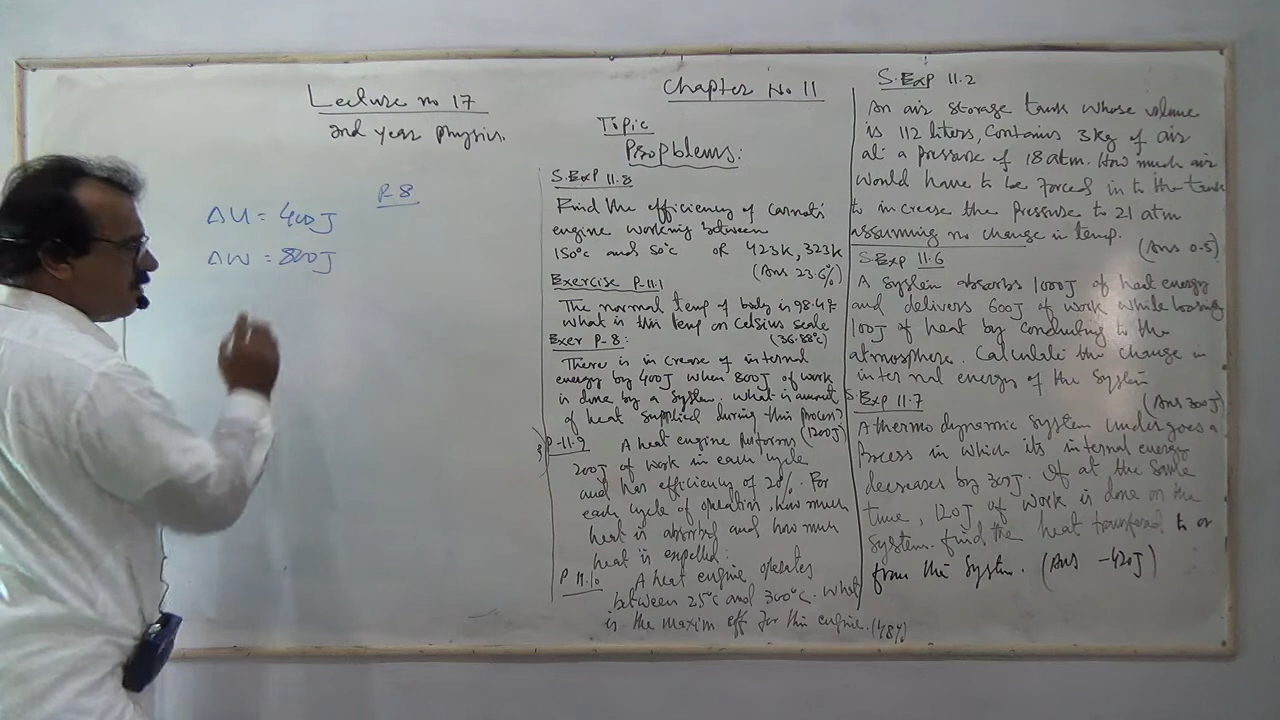 Lecture no 17
2nd year physics.
Chapter No 11
Topic
Propblems:
P-8
ΔU = 400J
ΔW = 800J
S.Exp 11.8
Find the efficiency of carnot's
engine working between
150°c and 50°c or 423k, 323k
(Ans 23.6%)
Exercise P-11.1
The normal temp of body is 98.4°F
what is this temp on Celsius scale
(36.88°c)
Exer P-8:
There is increase of internal
energy by 400J when 800J of work
is done by a system. What is amount
of heat supplied during this process?
(1200J)
P-11.9 A heat engine performs
200J of work in each cycle
and has efficiency of 20%. For
each cycle of operation, how much
heat is absorbed and how much
heat is expelled:
P 11.10 A heat engine operates
between 25°c and 300°c. What
is the maxim eff for this engine. (48%)
S.Exp 11.2
An air storage tank whose volume
is 112 liters, Contains 3kg of air
at a pressure of 18 atm. How much air
would have to be forced in to the tank
to increase the pressure to 21 atm
assuming no change in temp.
(Ans 0.5)
S.Exp 11.6
A system absorbs 1000J of heat energy
and delivers 600J of work while loosing
100J of heat by conduction to the
atmosphere. Calculate the change in
internal energy of the system
(Ans 300J)
S.Exp 11.7
A thermo dynamic system undergoes a
Process in which its internal energy
decreases by 300J. If at the same
time, 120J of work is done on the
system. find the heat transferred to or
from the system. (Ans -420J)